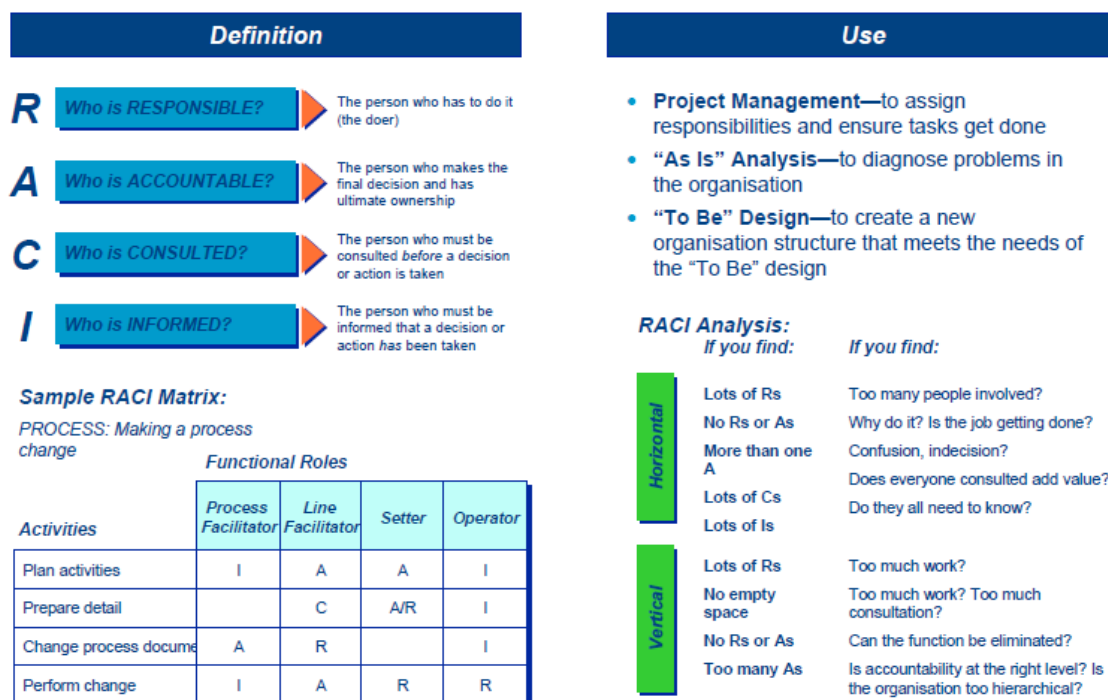 Definition
R Who is RESPONSIBLE? The person who has to do it
(the doer)
A Who is ACCOUNTABLE? The person who makes the
final decision and has
ultimate ownership
C Who is CONSULTED? The person who must be
consulted before a decision
or action is taken
I Who is INFORMED? The person who must be
informed that a decision or
action has been taken
Sample RACI Matrix:
PROCESS: Making a process
change
Functional Roles
Activities Process Facilitator Line Facilitator Setter Operator
Plan activities I A A I
Prepare detail C A/R I
Change process docume A R I
Perform change I A R R
Use
• Project Management—to assign
responsibilities and ensure tasks get done
• “As Is” Analysis—to diagnose problems in
the organisation
• “To Be” Design—to create a new
organisation structure that meets the needs of
the “To Be” design
RACI Analysis:
If you find: If you find:
Horizontal
Lots of Rs Too many people involved?
No Rs or As Why do it? Is the job getting done?
More than one
A Confusion, indecision?
Lots of Cs Does everyone consulted add value?
Lots of Is Do they all need to know?
Vertical
Lots of Rs Too much work?
No empty
space Too much work? Too much
consultation?
No Rs or As Can the function be eliminated?
Too many As Is accountability at the right level? Is
the organisation too hierarchical?